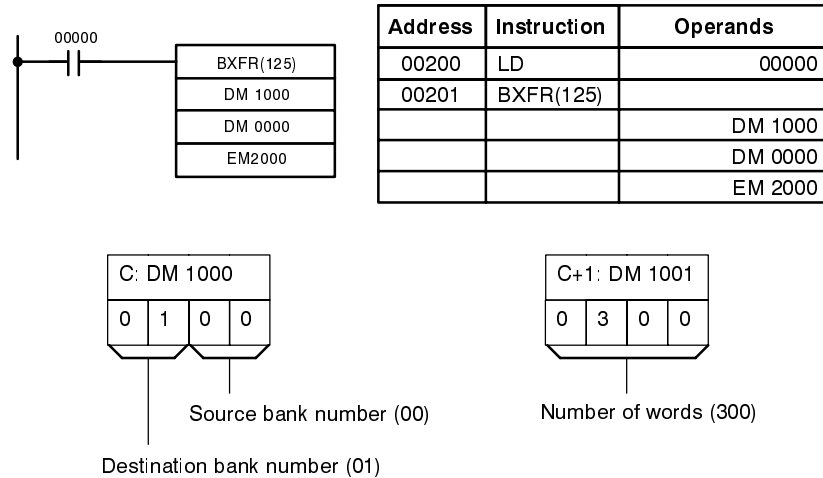 00000
BXFR(125)
DM 1000
DM 0000
EM2000
Address Instruction Operands
00200 LD 00000
00201 BXFR(125)
DM 1000
DM 0000
EM 2000
C: DM 1000
0 1 0 0
Source bank number (00)
Destination bank number (01)
C+1: DM 1001
0 3 0 0
Number of words (300)